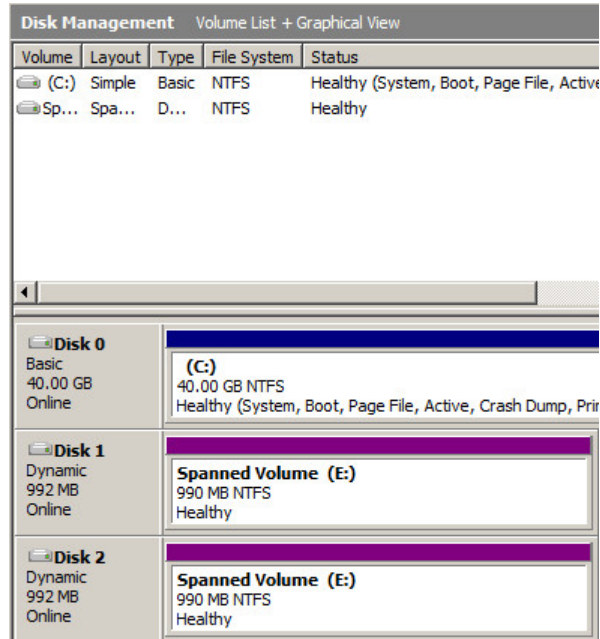 Disk Management Volume List + Graphical View
Volume Layout Type File System Status
(C:) Simple Basic NTFS Healthy (System, Boot, Page File, Active
Sp... Spa... D... NTFS Healthy
Disk 0
Basic
40.00 GB
Online
(C:)
40.00 GB NTFS
Healthy (System, Boot, Page File, Active, Crash Dump, Prir
Disk 1
Dynamic
992 MB
Online
Spanned Volume (E:)
990 MB NTFS
Healthy
Disk 2
Dynamic
992 MB
Online
Spanned Volume (E:)
990 MB NTFS
Healthy